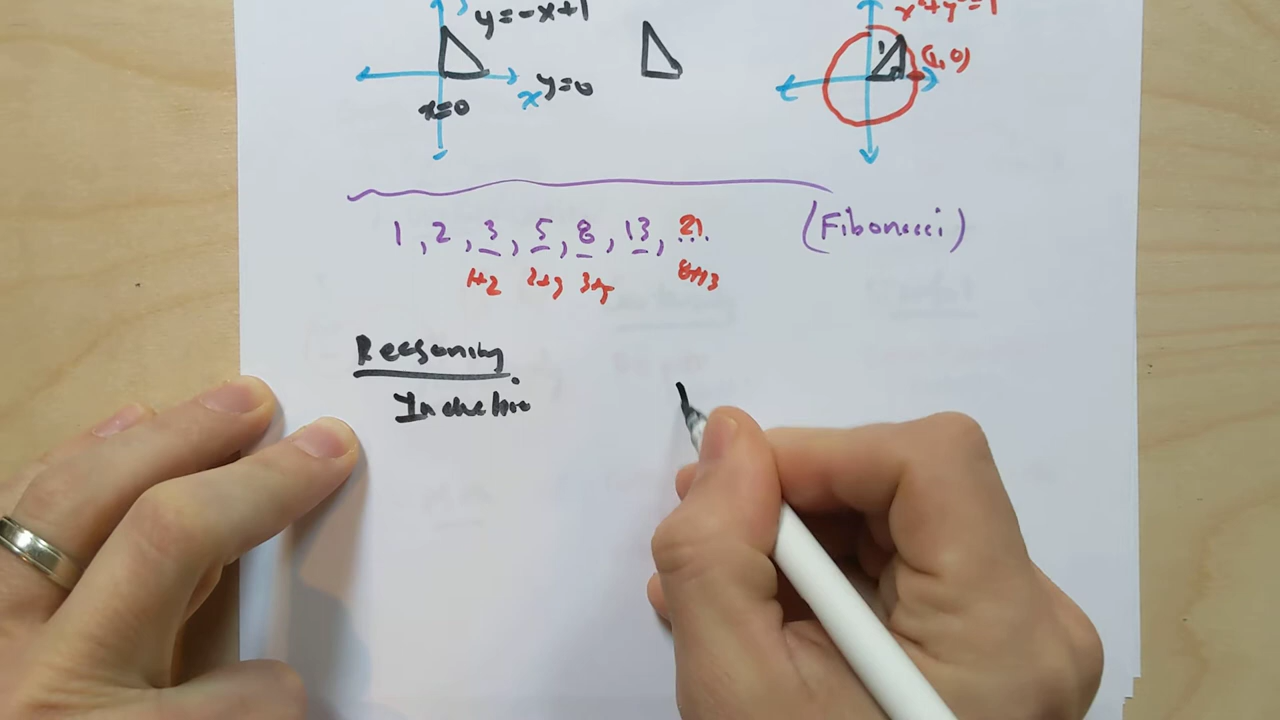 y=-x+1
x²+y²=1
(1, 0)
1
x
y=0
x=0
1, 2, 3, 5, 8, 13, 21...
(Fibonacci)
1+2 2+3 3+5 8+13
Reasoning
Inductive